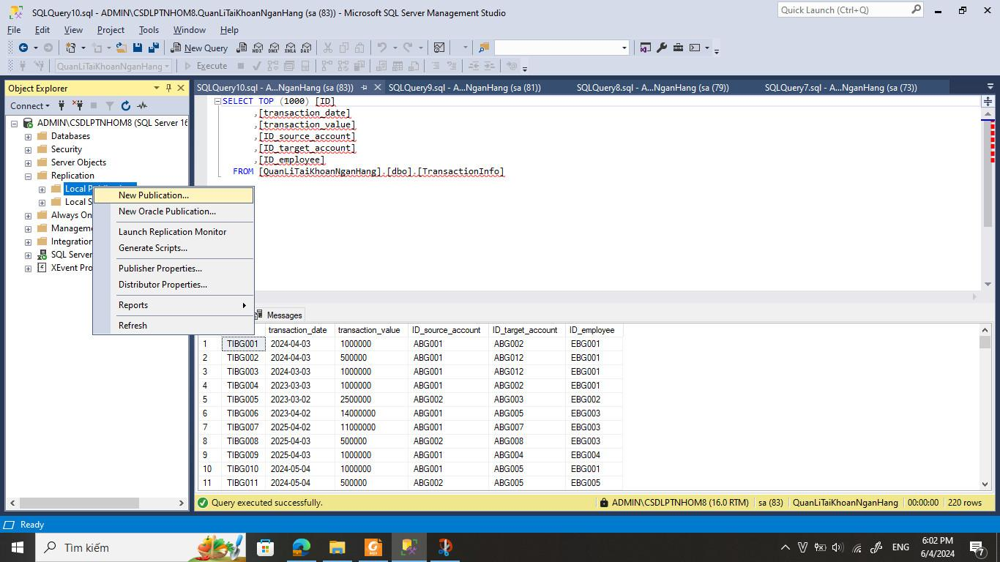 SQLQuery10.sql - ADMIN\CSDLPTNHOM8.QuanLiTaiKhoanNganHang (sa (83)) - Microsoft SQL Server Management Studio
Quick Launch (Ctrl+Q)
File Edit View Project Tools Window Help
New Query
MDX DMX XMLA DAX
QuanLiTaiKhoanNganHang Execute
Object Explorer
Connect
ADMIN\CSDLPTNHOM8 (SQL Server 16
Databases
Security
Server Objects
Replication
Local P
Local S
Always On
Manageme
Integration
SQL Server
XEvent Pro
New Publication...
New Oracle Publication...
Launch Replication Monitor
Generate Scripts...
Publisher Properties...
Distributor Properties...
Reports
Refresh
SQLQuery10.sql - A...NganHang (sa (83)) SQLQuery9.sql - A...NganHang (sa (81)) SQLQuery8.sql - A...NganHang (sa (79)) SQLQuery7.sql - A...NganHang (sa (73))
SELECT TOP (1000) [ID]
,[transaction_date]
,[transaction_value]
,[ID_source_account]
,[ID_target_account]
,[ID_employee]
FROM [QuanLiTaiKhoanNganHang].[dbo].[TransactionInfo]
Messages
transaction_date transaction_value ID_source_account ID_target_account ID_employee
1 TIBG001 2024-04-03 1000000 ABG001 ABG002 EBG001
2 TIBG002 2024-04-03 500000 ABG001 ABG012 EBG001
3 TIBG003 2024-03-03 1000000 ABG001 ABG012 EBG001
4 TIBG004 2023-03-03 1000000 ABG001 ABG002 EBG001
5 TIBG005 2023-03-02 2500000 ABG002 ABG003 EBG002
6 TIBG006 2023-04-02 14000000 ABG001 ABG005 EBG003
7 TIBG007 2025-04-02 11000000 ABG001 ABG007 EBG003
8 TIBG008 2025-04-03 500000 ABG002 ABG008 EBG003
9 TIBG009 2025-04-03 1000000 ABG001 ABG004 EBG004
10 TIBG010 2024-05-04 1000000 ABG001 ABG005 EBG001
11 TIBG011 2024-05-04 500000 ABG002 ABG005 EBG005
Query executed successfully. ADMIN\CSDLPTNHOM8 (16.0 RTM) sa (83) QuanLiTaiKhoanNganHang 00:00:00 220 rows
Ready
Tìm kiếm
ENG
6:02 PM
6/4/2024
7